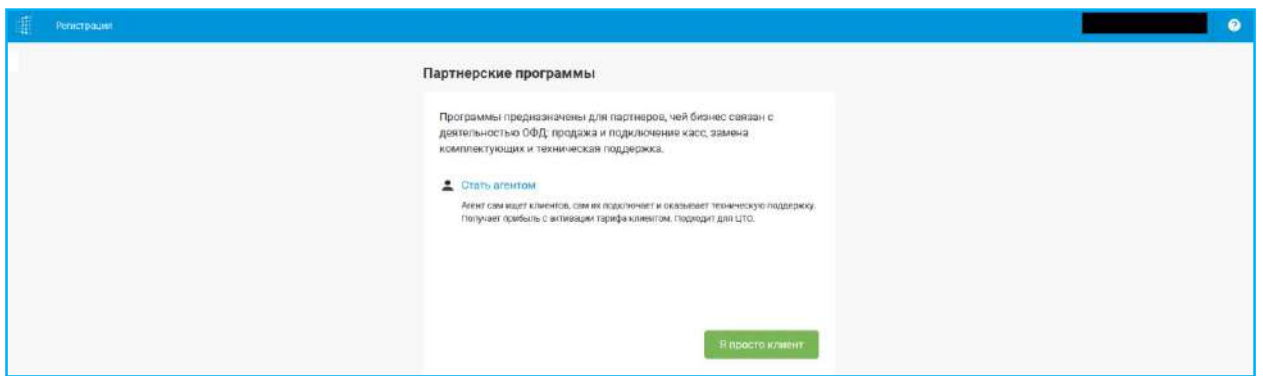 Регистрация
Партнерские программы
Программы предназначены для партнеров, чей бизнес связан с
деятельностью ОФД: продажа и подключение касс, замена
комплектующих и техническая поддержка.
Стать агентом
Агент сам ищет клиентов, сам их подключает и оказывает техническую поддержку.
Получает прибыль с активации тарифа клиентом. Подходит для ЦТО.
Я просто клиент